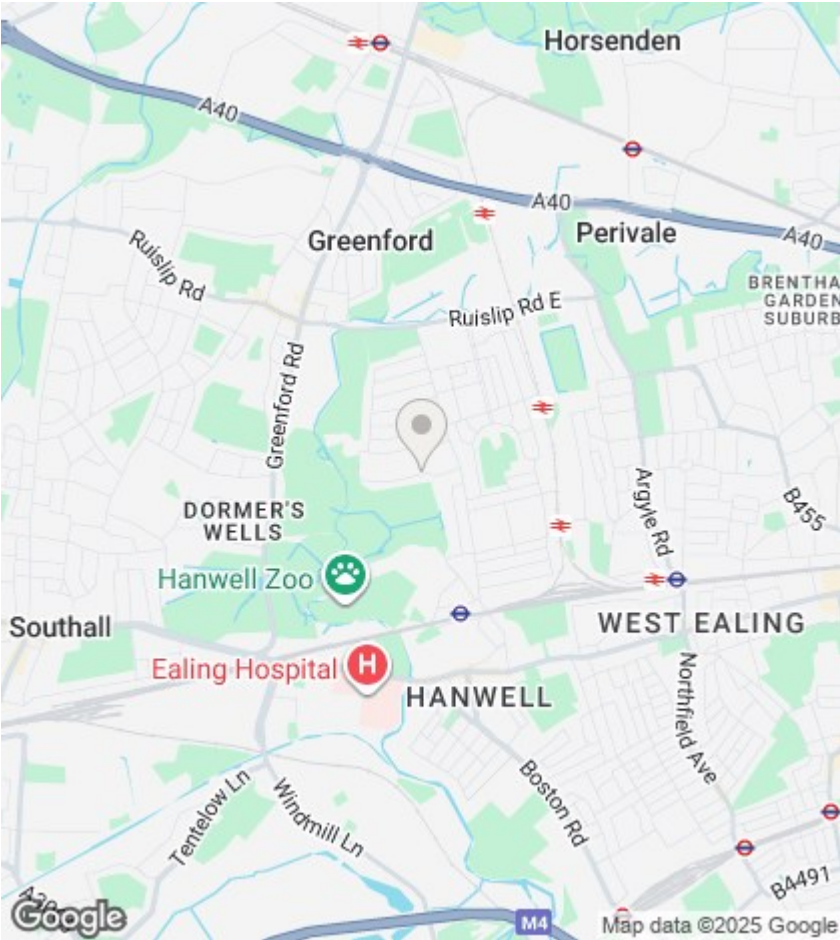 Horsenden
A40
A40
Greenford
Perivale
A40
Ruislip Rd
BRENTHA
GARDEN
SUBURB
Ruislip Rd E
Greenford Rd
Argyle Rd
B455
DORMER'S
WELLS
Hanwell Zoo
Southall
WEST EALING
Ealing Hospital
H
HANWELL
Northfield Ave
Boston Rd
Tentelow Ln
Windmill Ln
B4491
Google
M4
Map data ©2025 Google